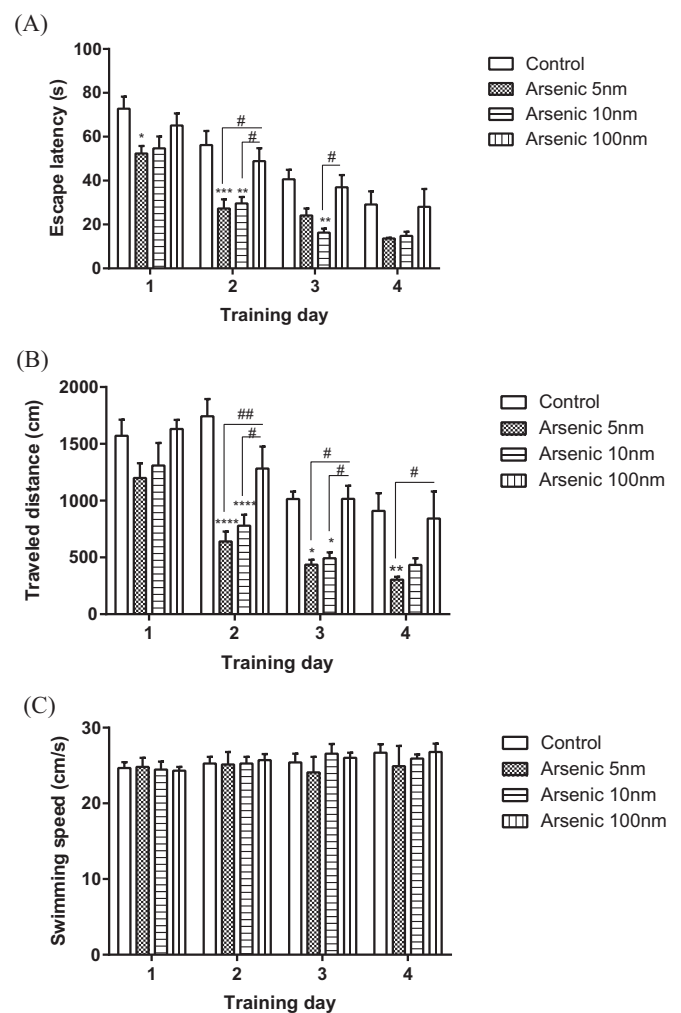 (A)
100
80
60
40
20
0
Escape latency (s)
*
***
**
#
#
**
#
1
2
3
4
Training day
Control
Arsenic 5nm
Arsenic 10nm
Arsenic 100nm
(B)
2000
1500
1000
500
0
Traveled distance (cm)
****
****
##
#
*
*
#
#
**
#
1
2
3
4
Training day
Control
Arsenic 5nm
Arsenic 10nm
Arsenic 100nm
(C)
30
20
10
0
Swimming speed (cm/s)
1
2
3
4
Training day
Control
Arsenic 5nm
Arsenic 10nm
Arsenic 100nm